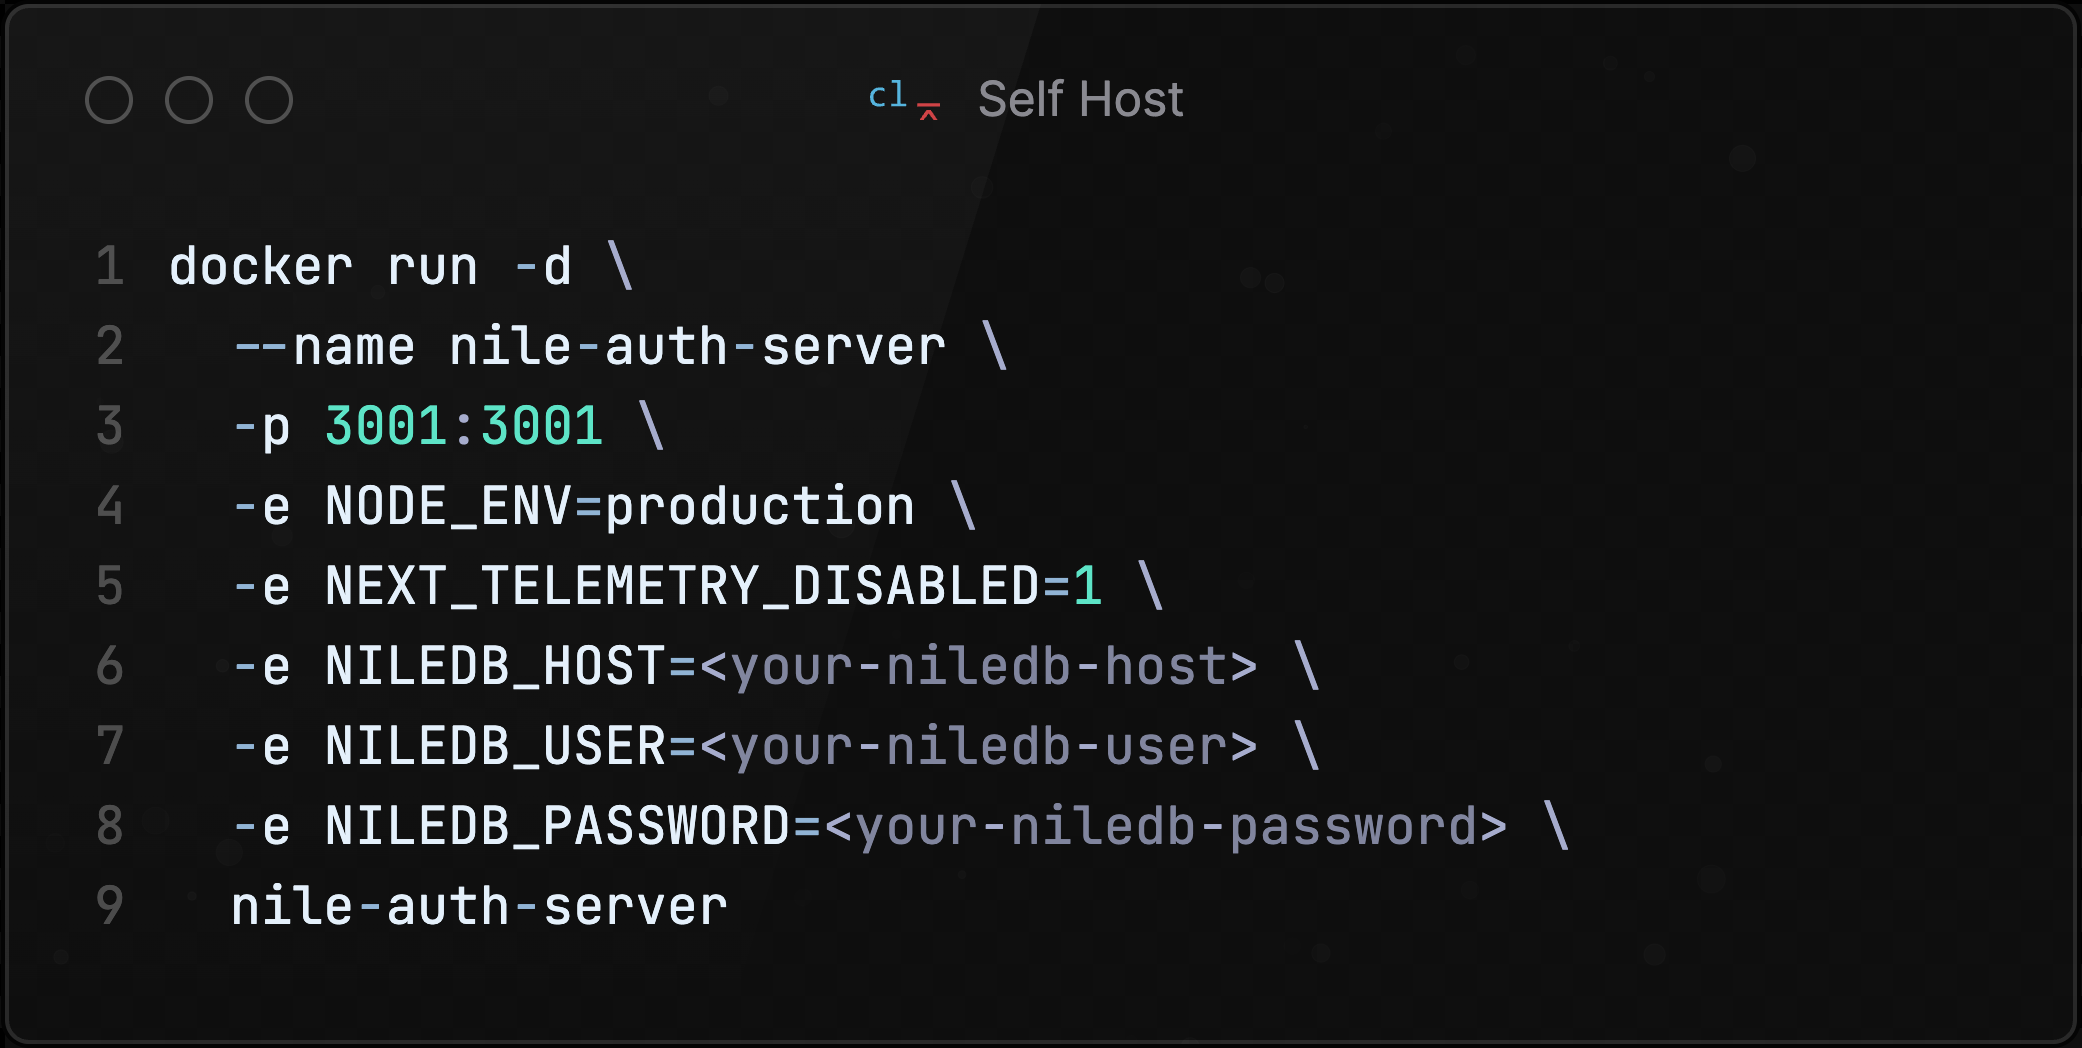 cl Self Host
1 docker run -d \
2   --name nile-auth-server \
3   -p 3001:3001 \
4   -e NODE_ENV=production \
5   -e NEXT_TELEMETRY_DISABLED=1 \
6   -e NILEDB_HOST=<your-niledb-host> \
7   -e NILEDB_USER=<your-niledb-user> \
8   -e NILEDB_PASSWORD=<your-niledb-password> \
9   nile-auth-server